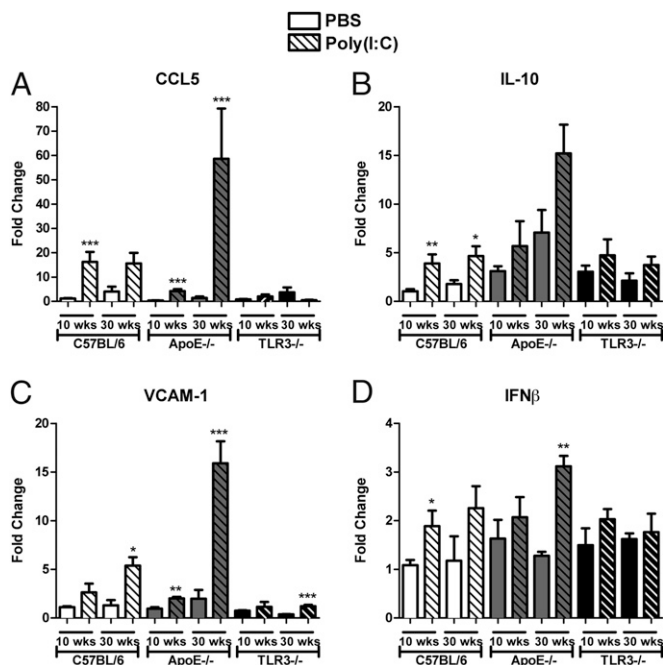 PBS
Poly(I:C)
A
CCL5
Fold Change
80
70
60
50
40
30
20
10
0
***
***
***
10 wks 30 wks 10 wks 30 wks 10 wks 30 wks
C57BL/6 ApoE-/- TLR3-/-
B
IL-10
Fold Change
20
15
10
5
0
**
*
10 wks 30 wks 10 wks 30 wks 10 wks 30 wks
C57BL/6 ApoE-/- TLR3-/-
C
VCAM-1
Fold Change
20
15
10
5
0
*
**
***
***
10 wks 30 wks 10 wks 30 wks 10 wks 30 wks
C57BL/6 ApoE-/- TLR3-/-
D
IFNβ
Fold Change
4
3
2
1
0
*
**
10 wks 30 wks 10 wks 30 wks 10 wks 30 wks
C57BL/6 ApoE-/- TLR3-/-